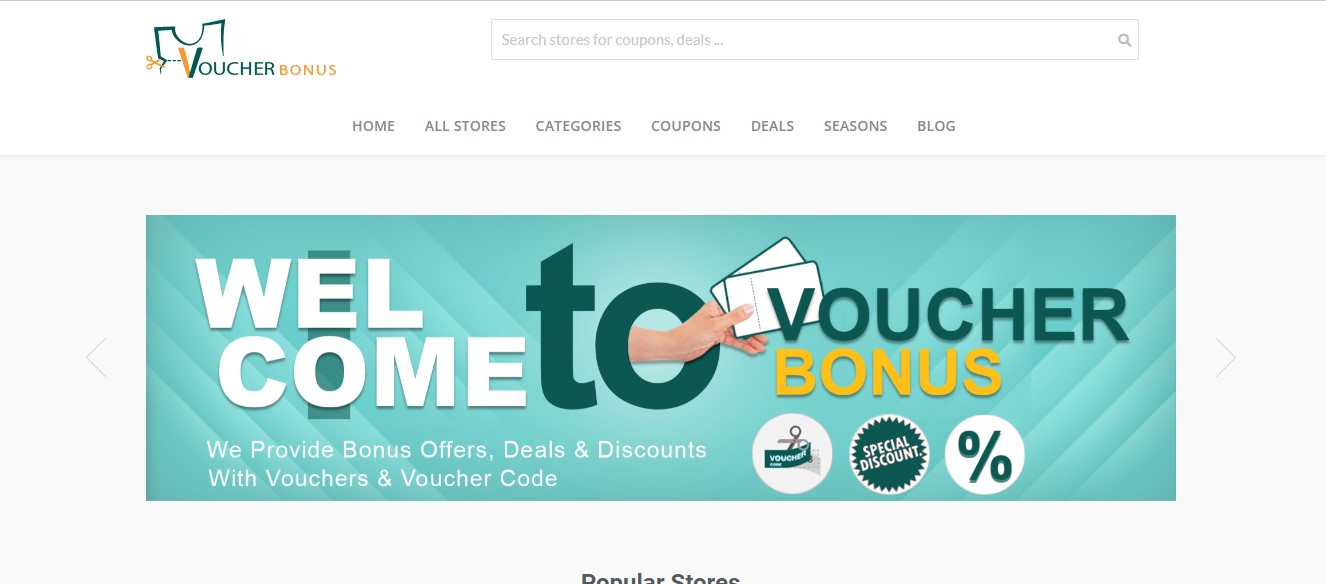 VOUCHER BONUS
Search stores for coupons, deals ...
HOME ALL STORES CATEGORIES COUPONS DEALS SEASONS BLOG
WEL
COME
to
VOUCHER
BONUS
We Provide Bonus Offers, Deals & Discounts
With Vouchers & Voucher Code
VOUCHER
CODE
SPECIAL
DISCOUNT
%
Popular Stores